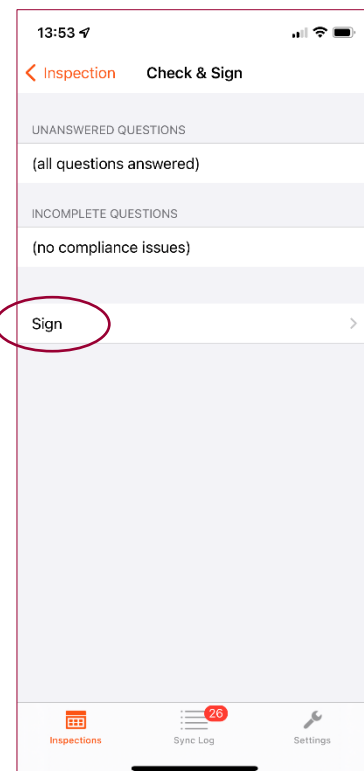 13:53
Inspection Check & Sign
UNANSWERED QUESTIONS
(all questions answered)
INCOMPLETE QUESTIONS
(no compliance issues)
Sign
26
Inspections Sync Log Settings